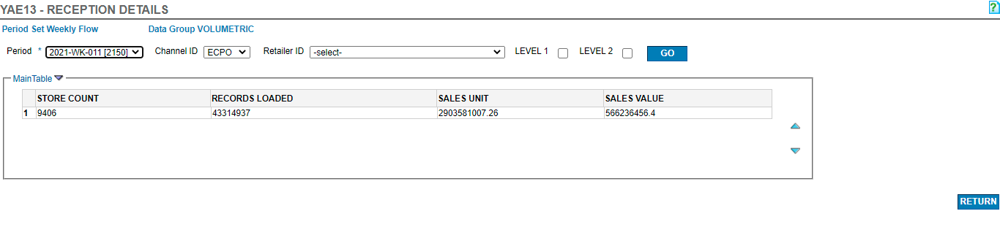 YAE13 - RECEPTION DETAILS
Period Set Weekly Flow Data Group VOLUMETRIC
Period * 2021-WK-011 [2150] Channel ID ECPO Retailer ID -select- LEVEL 1 LEVEL 2 GO
MainTable
STORE COUNT RECORDS LOADED SALES UNIT SALES VALUE
1 9406 43314937 2903581007.26 566236456.4
RETURN